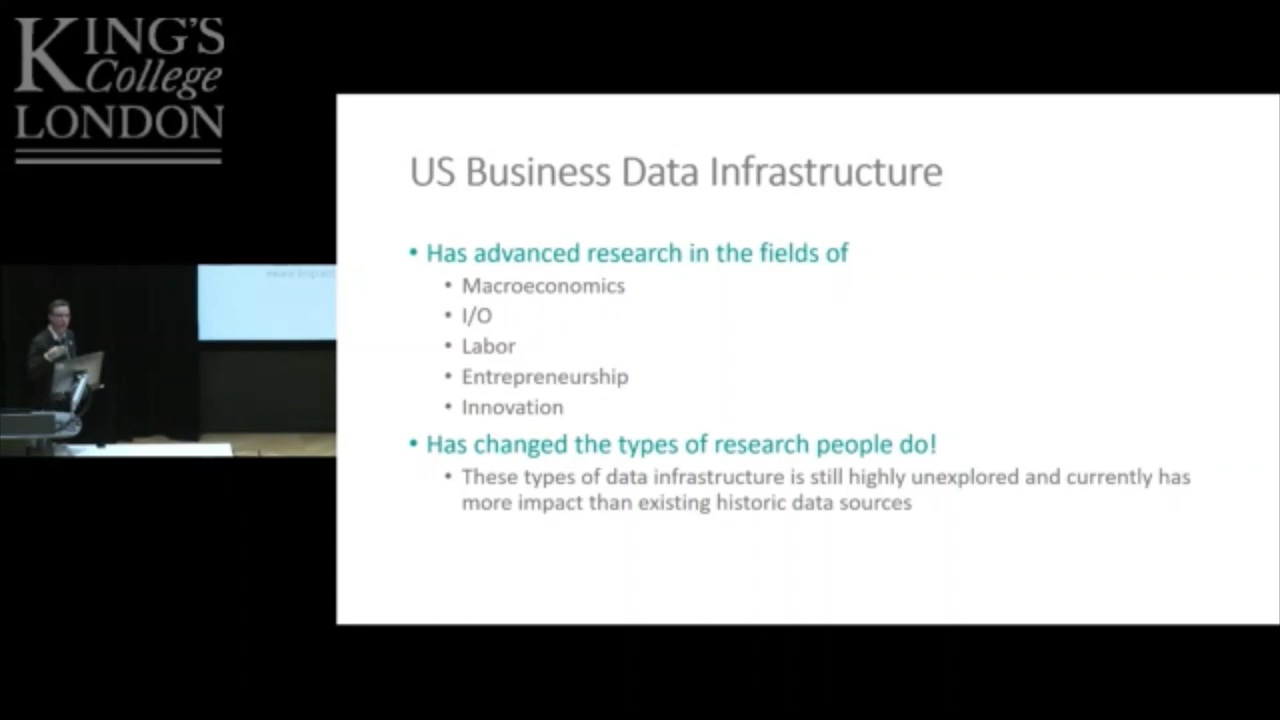 KING'S
College
LONDON
US Business Data Infrastructure
• Has advanced research in the fields of
• Macroeconomics
• I/O
• Labor
• Entrepreneurship
• Innovation
• Has changed the types of research people do!
• These types of data infrastructure is still highly unexplored and currently has
more impact than existing historic data sources